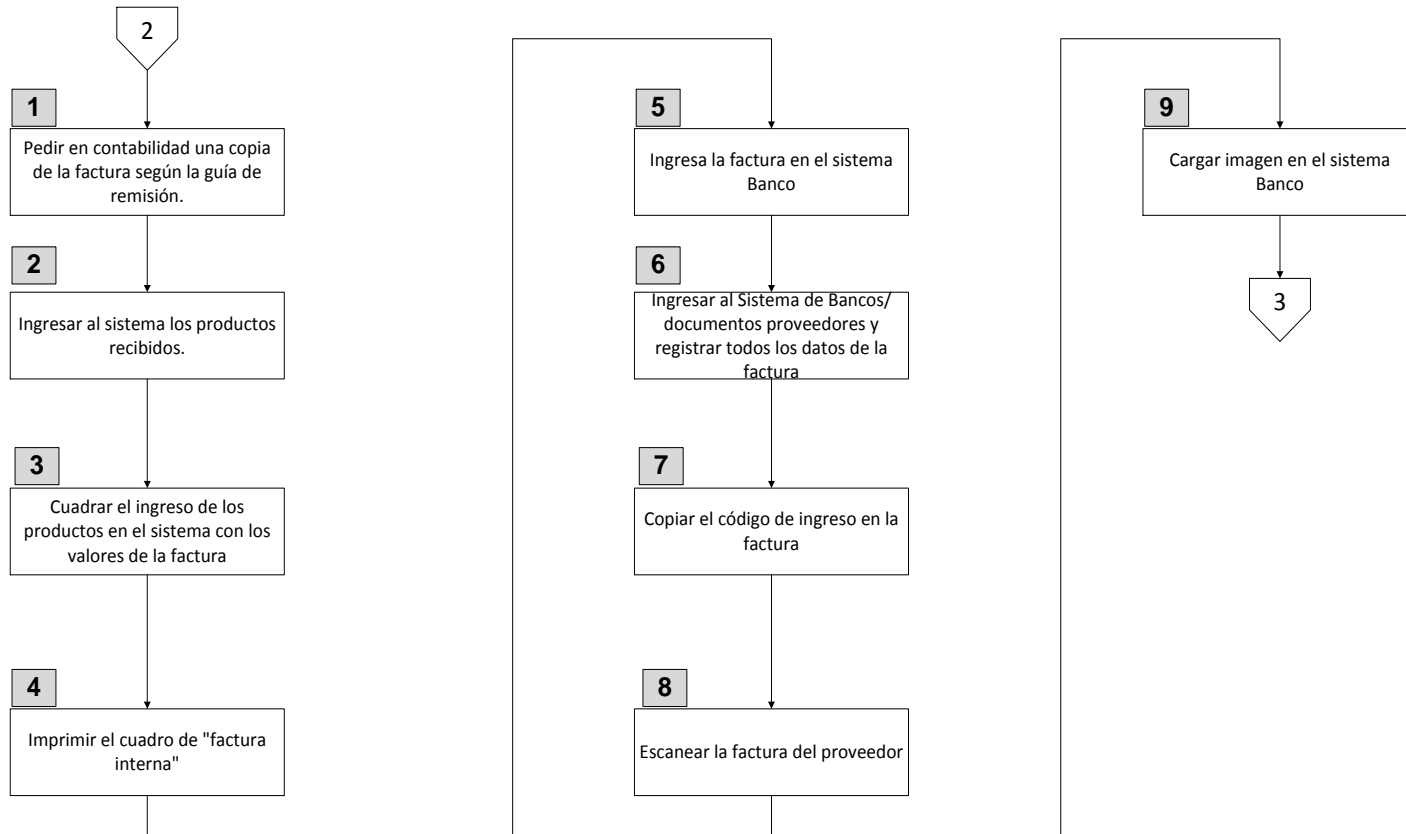 2
1
Pedir en contabilidad una copia
de la factura según la guía de
remisión.
2
Ingresar al sistema los productos
recibidos.
3
Cuadrar el ingreso de los
productos en el sistema con los
valores de la factura
4
Imprimir el cuadro de "factura
interna"
5
Ingresa la factura en el sistema
Banco
6
Ingresar al Sistema de Bancos/
documentos proveedores y
registrar todos los datos de la
factura
7
Copiar el código de ingreso en la
factura
8
Escanear la factura del proveedor
9
Cargar imagen en el sistema
Banco
3